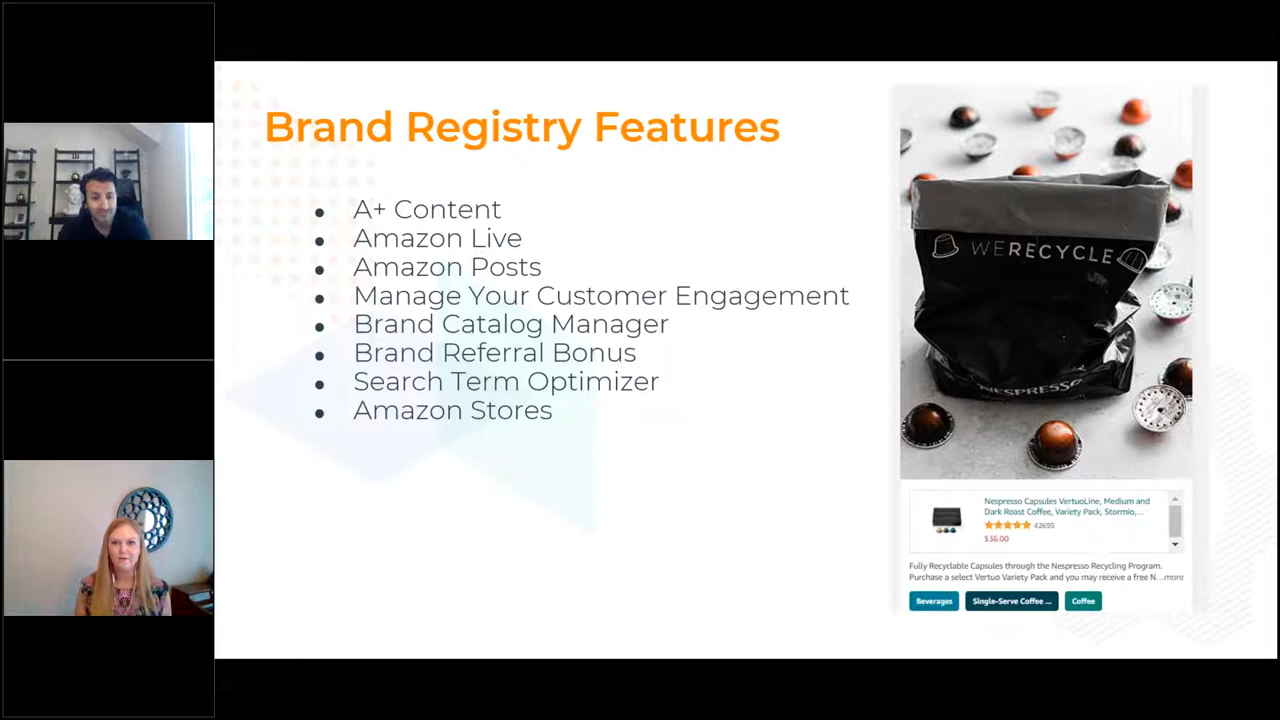 Brand Registry Features
● A+ Content
● Amazon Live
● Amazon Posts
● Manage Your Customer Engagement
● Brand Catalog Manager
● Brand Referral Bonus
● Search Term Optimizer
● Amazon Stores
WERECYCLE
NESPRESSO
Nespresso Capsules VertuoLine, Medium and
Dark Roast Coffee, Variety Pack, Stormio,...
42695
$36.00
Fully Recyclable Capsules through the Nespresso Recycling Program.
Purchase a select Vertuo Variety Pack and you may receive a free N...more
Beverages
Single-Serve Coffee ...
Coffee